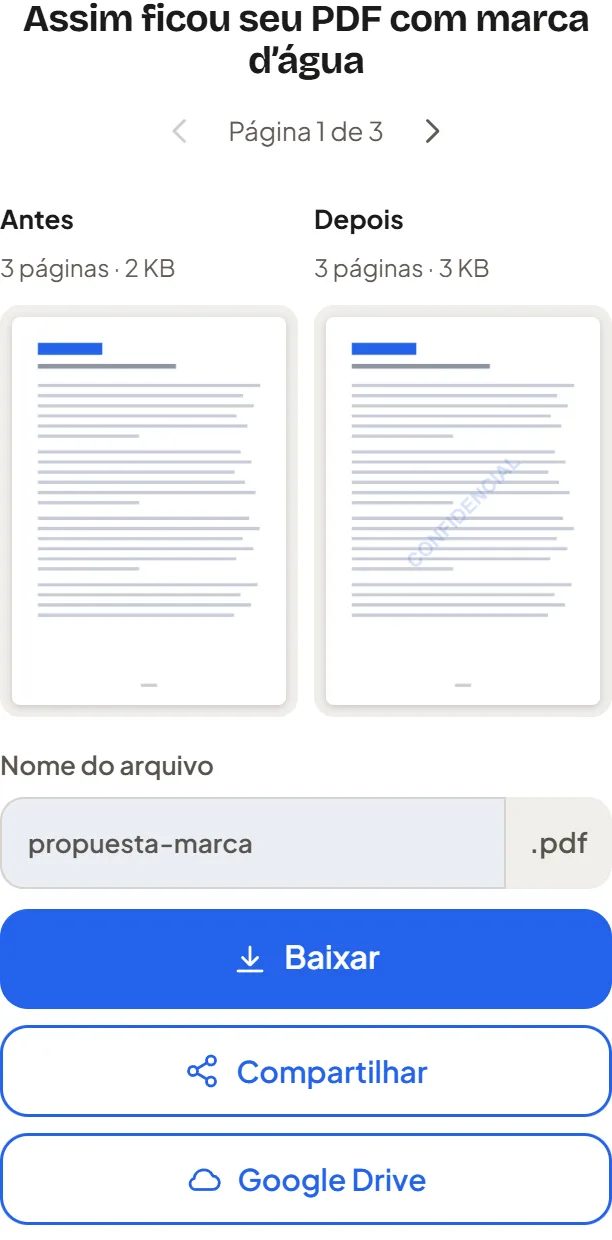 Assim ficou seu PDF com marca
d’água
Página 1 de 3
Antes
3 páginas · 2 KB
Depois
3 páginas · 3 KB
CONFIDENCIAL
Nome do arquivo
propuesta-marca
.pdf
Baixar
Compartilhar
Google Drive